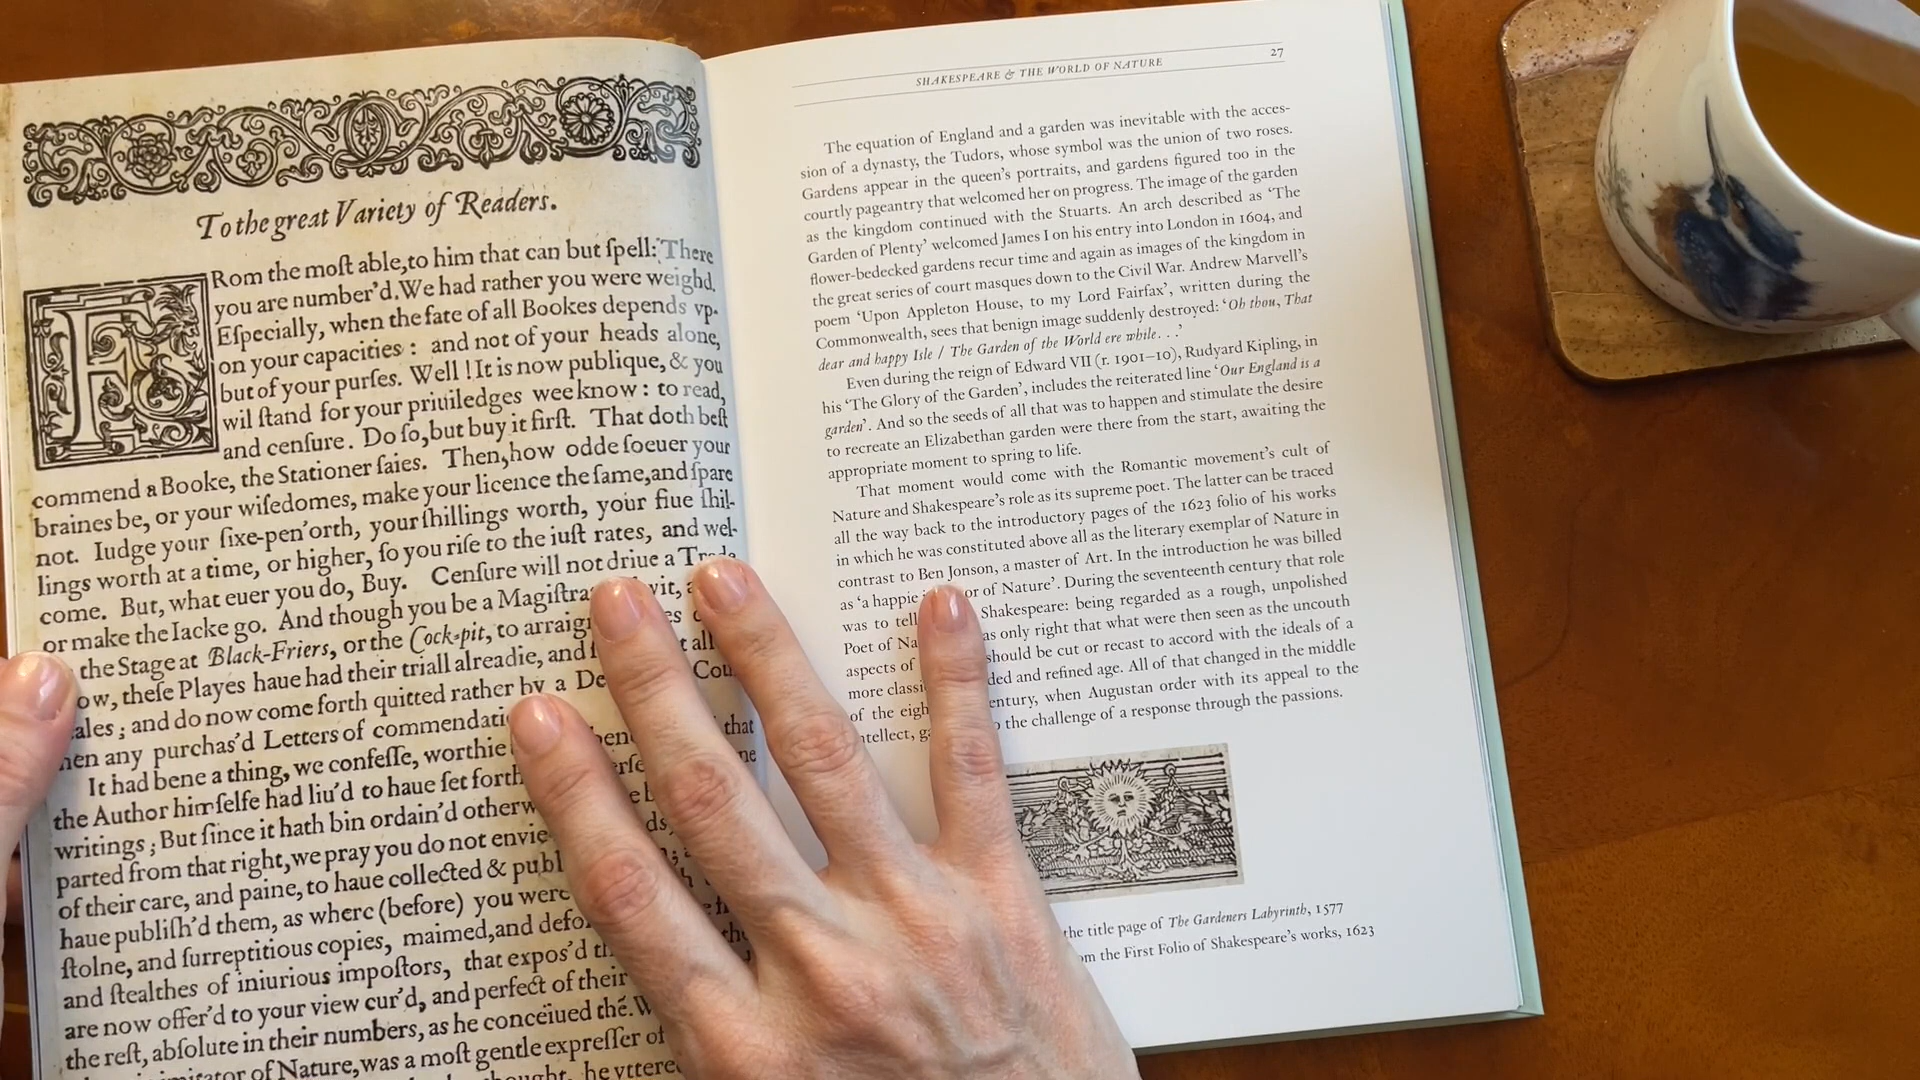 To the great Variety of Readers.
FRom the moſt able,to him that can but ſpell: There
you are number'd.We had rather you were weighd.
Eſpecially, when the fate of all Bookes depends vp-
on your capacities : and not of your heads alone,
but of your purſes. Well ! It is now publique, & you
wil ſtand for your priuiledges wee know : to read,
and cenſure. Do ſo,but buy it firſt. That doth beſt
commend a Booke, the Stationer ſaies. Then,how odde ſoeuer your
braines be, or your wiſedomes, make your licence the ſame,and ſpare
not. Iudge your ſixe-pen'orth, your ſhillings worth, your fiue ſhil-
lings worth at a time, or higher, ſo you riſe to the iuſt rates, and wel-
come. But, what euer you do, Buy. Cenſure will not driue a Trade,
or make the Iacke go. And though you be a Magiſtra
the Stage at Black-Friers, or the Cock-pit, to arraig
theſe Playes haue had their triall alreadie, and
and do now come forth quitted rather by a De
any purchas'd Letters of commendati
It had bene a thing, we confeſſe, worthie that
the Author himſelfe had liu'd to haue ſet forth
writings ; But ſince it hath bin ordain'd otherw
parted from that right,we pray you do not envie
of their care, and paine, to haue collected & publ
haue publiſh'd them, as where (before) you were
ſtolne, and ſurreptitious copies, maimed,and defo
and ſtealthes of iniurious impoſtors, that expos'd th
are now offer'd to your view cur'd, and perfect of their
the reſt, abſolute in their numbers, as he conceiued thē. W
of Nature,was a moſt gentle expreſſer of
he vttere
SHAKESPEARE & THE WORLD OF NATURE 27
The equation of England and a garden was inevitable with the acces-
sion of a dynasty, the Tudors, whose symbol was the union of two roses.
Gardens appear in the queen's portraits, and gardens figured too in the
courtly pageantry that welcomed her on progress. The image of the garden
as the kingdom continued with the Stuarts. An arch described as ‘The
Garden of Plenty’ welcomed James I on his entry into London in 1604, and
flower-bedecked gardens recur time and again as images of the kingdom in
the great series of court masques down to the Civil War. Andrew Marvell's
poem ‘Upon Appleton House, to my Lord Fairfax’, written during the
Commonwealth, sees that benign image suddenly destroyed: ‘Oh thou, That
dear and happy Isle / The Garden of the World ere while. . .’
Even during the reign of Edward VII (r. 1901–10), Rudyard Kipling, in
his ‘The Glory of the Garden’, includes the reiterated line ‘Our England is a
garden’. And so the seeds of all that was to happen and stimulate the desire
to recreate an Elizabethan garden were there from the start, awaiting the
appropriate moment to spring to life.
That moment would come with the Romantic movement's cult of
Nature and Shakespeare's role as its supreme poet. The latter can be traced
all the way back to the introductory pages of the 1623 folio of his works
in which he was constituted above all as the literary exemplar of Nature in
contrast to Ben Jonson, a master of Art. In the introduction he was billed
as ‘a happie or of Nature’. During the seventeenth century that role
was to tell Shakespeare: being regarded as a rough, unpolished
Poet of Na as only right that what were then seen as the uncouth
aspects of should be cut or recast to accord with the ideals of a
more classi ded and refined age. All of that changed in the middle
of the eigh entury, when Augustan order with its appeal to the
intellect, ga the challenge of a response through the passions.
the title page of The Gardeners Labyrinth, 1577
om the First Folio of Shakespeare's works, 1623